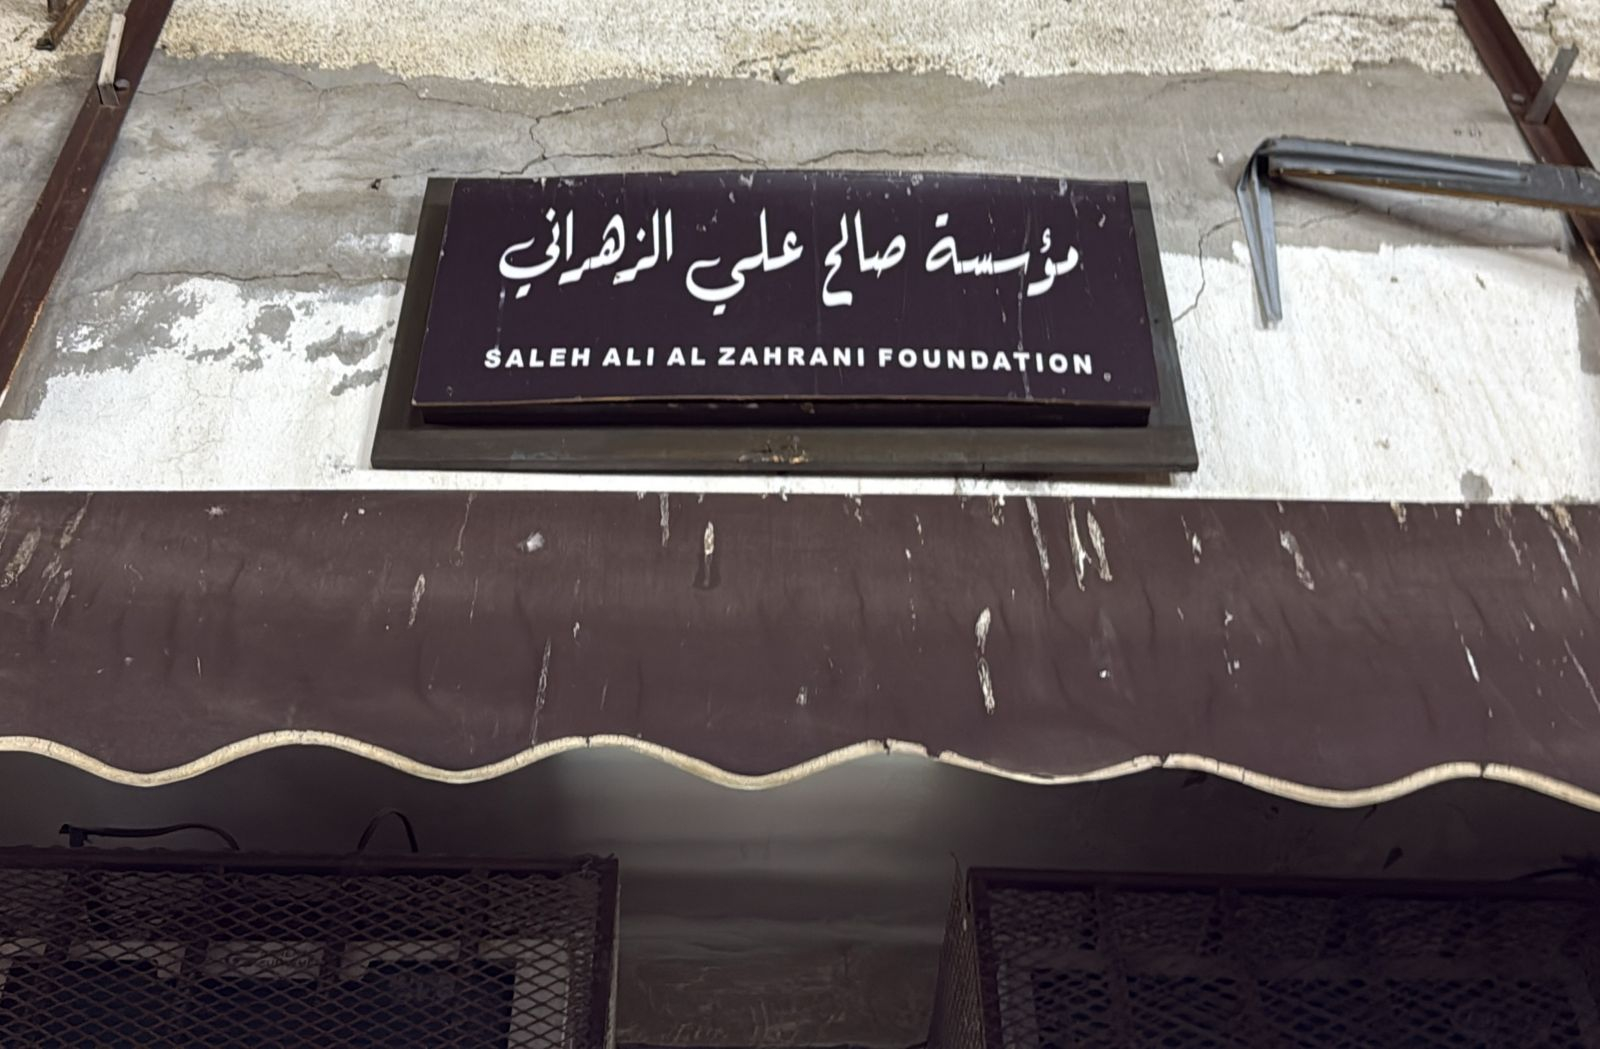 مؤسسة صالح علي الزهراني
SALEH ALI AL ZAHRANI FOUNDATION